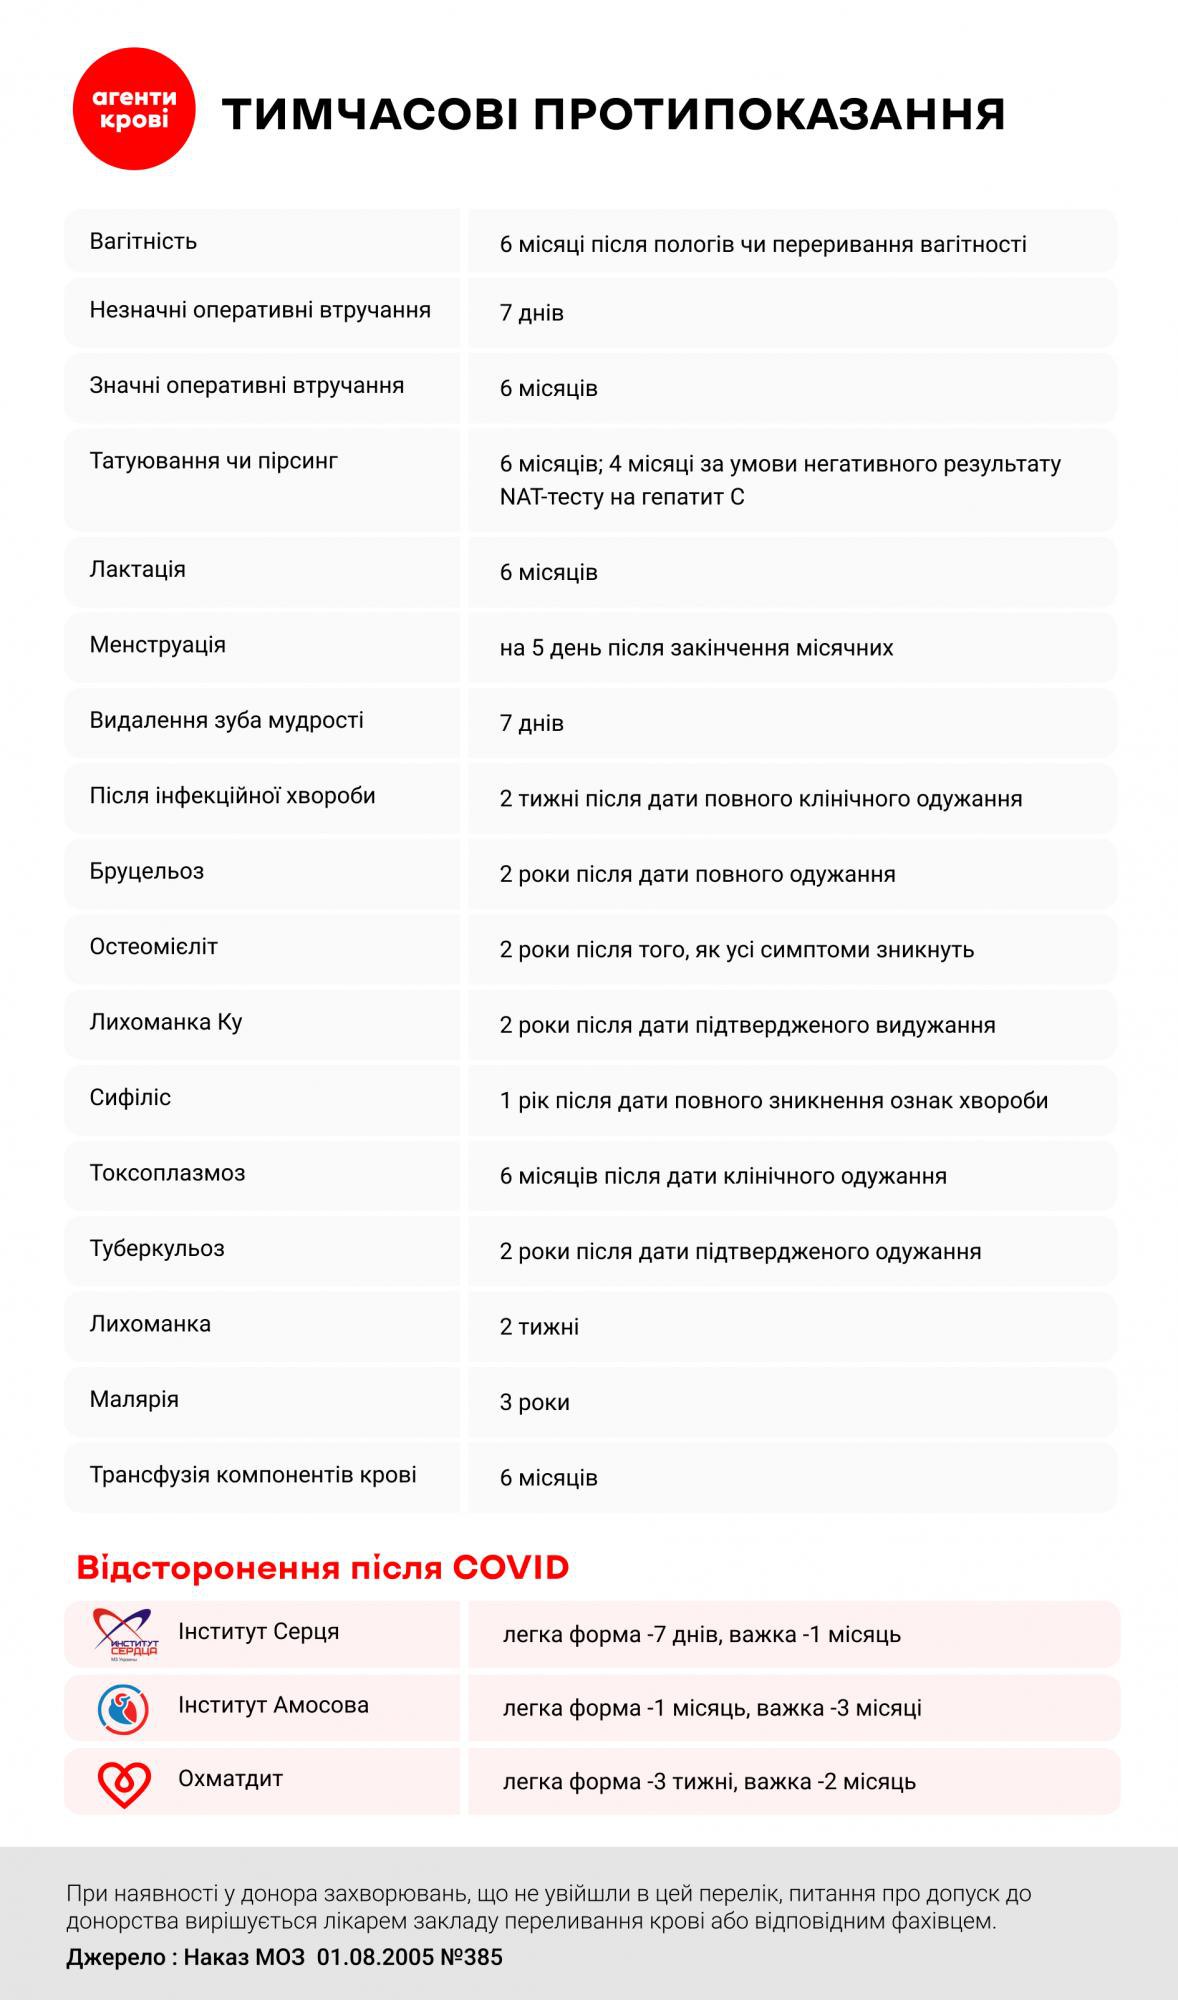 агенти
крові
ТИМЧАСОВІ ПРОТИПОКАЗАННЯ
Вагітність
6 місяці після пологів чи переривання вагітності
Незначні оперативні втручання
7 днів
Значні оперативні втручання
6 місяців
Татуювання чи пірсинг
6 місяців; 4 місяці за умови негативного результату
NAT-тесту на гепатит С
Лактація
6 місяців
Менструація
на 5 день після закінчення місячних
Видалення зуба мудрості
7 днів
Після інфекційної хвороби
2 тижні після дати повного клінічного одужання
Бруцельоз
2 роки після дати повного одужання
Остеомієліт
2 роки після того, як усі симптоми зникнуть
Лихоманка Ку
2 роки після дати підтвердженого видужання
Сифіліс
1 рік після дати повного зникнення ознак хвороби
Токсоплазмоз
6 місяців після дати клінічного одужання
Туберкульоз
2 роки після дати підтвердженого одужання
Лихоманка
2 тижні
Малярія
3 роки
Трансфузія компонентів крові
6 місяців
Відсторонення після COVID
ИНСТИТУТ
СЕРДЦА
МЗ Украины
Інститут Серця
легка форма -7 днів, важка -1 місяць
Інститут Амосова
легка форма -1 місяць, важка -3 місяці
Охматдит
легка форма -3 тижні, важка -2 місяць
При наявності у донора захворювань, що не увійшли в цей перелік, питання про допуск до
донорства вирішується лікарем закладу переливання крові або відповідним фахівцем.
Джерело : Наказ МОЗ 01.08.2005 №385